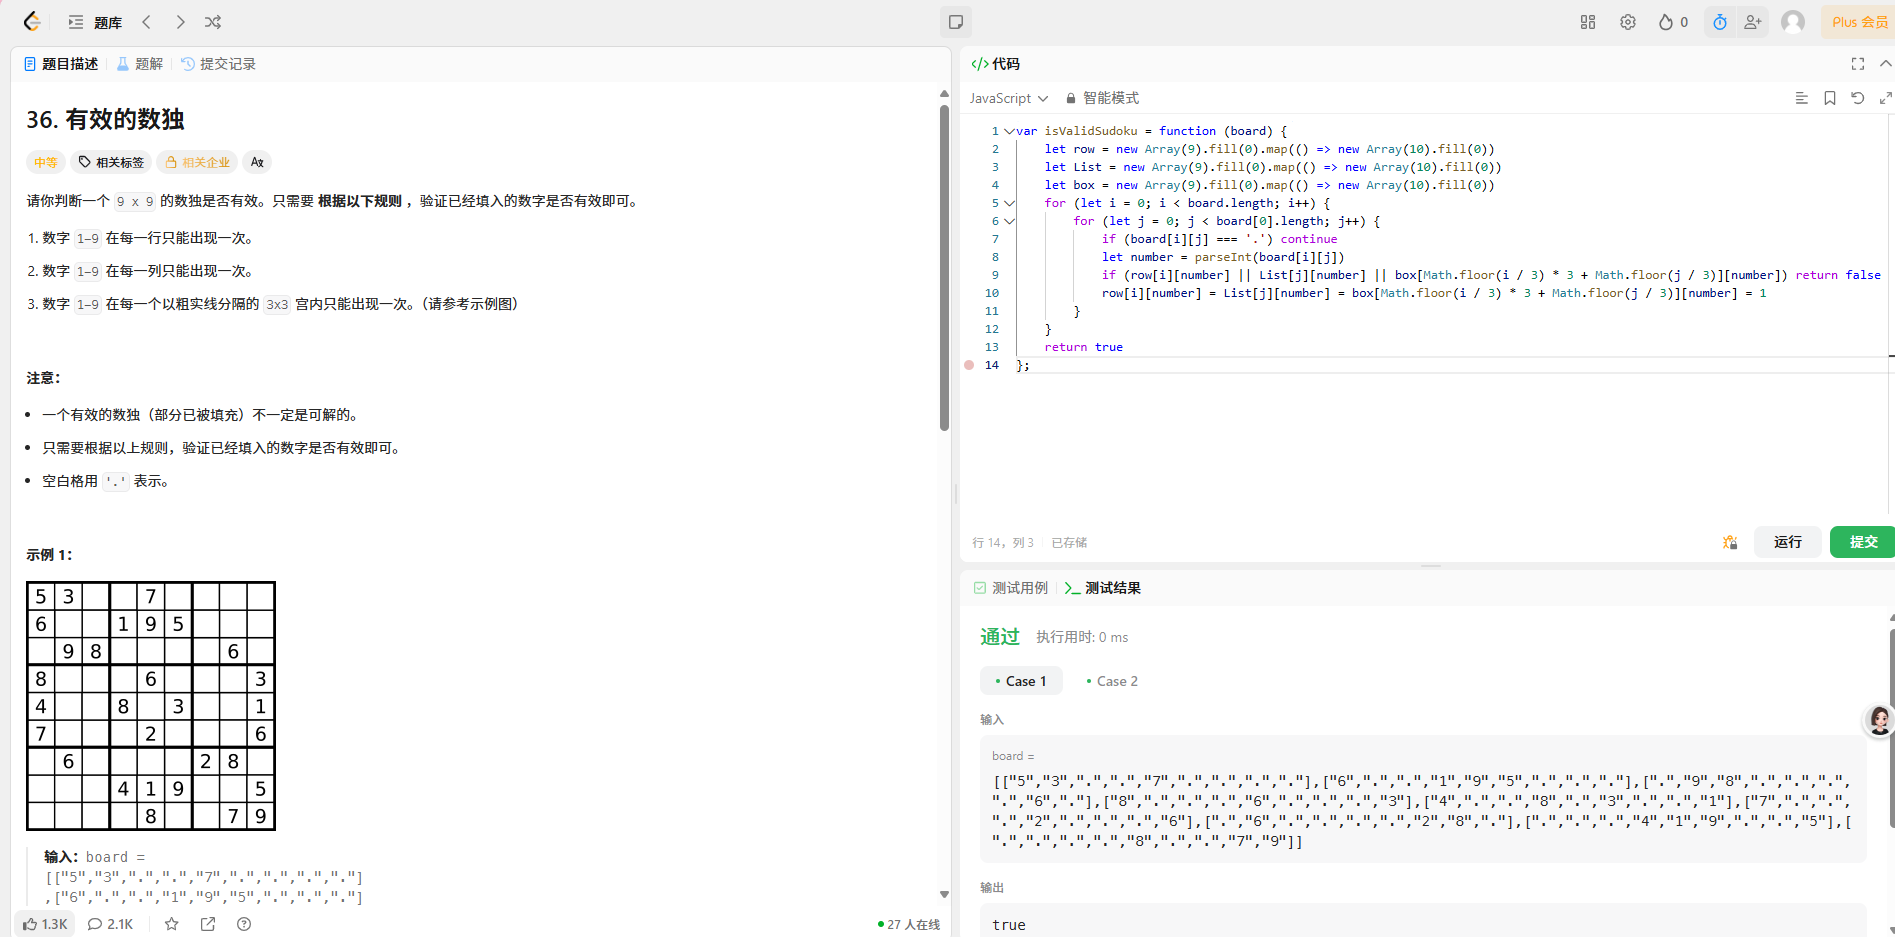 题库
0
Plus 会员
题目描述
题解
提交记录
36. 有效的数独
中等
相关标签
相关企业
请你判断一个 9 x 9 的数独是否有效。只需要 根据以下规则 ，验证已经填入的数字是否有效即可。
1. 数字 1-9 在每一行只能出现一次。
2. 数字 1-9 在每一列只能出现一次。
3. 数字 1-9 在每一个以粗实线分隔的 3x3 宫内只能出现一次。（请参考示例图）
注意：
一个有效的数独（部分已被填充）不一定是可解的。
只需要根据以上规则，验证已经填入的数字是否有效即可。
空白格用 '.' 表示。
示例 1：
5 3 7
6 1 9 5
9 8 6
8 6 3
4 8 3 1
7 2 6
6 2 8
4 1 9 5
8 7 9
输入：board =
[["5","3",".",".","7",".",".",".","."]
,["6",".",".","1","9","5",".",".","."]
1.3K
2.1K
27 人在线
</> 代码
JavaScript
智能模式
1 var isValidSudoku = function (board) {
2 let row = new Array(9).fill(0).map(() => new Array(10).fill(0))
3 let List = new Array(9).fill(0).map(() => new Array(10).fill(0))
4 let box = new Array(9).fill(0).map(() => new Array(10).fill(0))
5 for (let i = 0; i < board.length; i++) {
6 for (let j = 0; j < board[0].length; j++) {
7 if (board[i][j] === '.') continue
8 let number = parseInt(board[i][j])
9 if (row[i][number] || List[j][number] || box[Math.floor(i / 3) * 3 + Math.floor(j / 3)][number]) return false
10 row[i][number] = List[j][number] = box[Math.floor(i / 3) * 3 + Math.floor(j / 3)][number] = 1
11 }
12 }
13 return true
14 };
行 14，列 3
已存储
运行
提交
测试用例
测试结果
通过
执行用时: 0 ms
Case 1
Case 2
输入
board =
[["5","3",".",".","7",".",".",".","."],["6",".",".","1","9","5",".",".","."],[".","9","8",".",".",".",
".","6","."],["8",".",".",".","6",".",".",".","3"],["4",".",".","8",".","3",".",".","1"],["7",".",".",
".","2",".",".",".","6"],[".","6",".",".",".",".","2","8","."],[".",".",".","4","1","9",".",".","5"],[
".",".",".",".","8",".",".","7","9"]]
输出
true